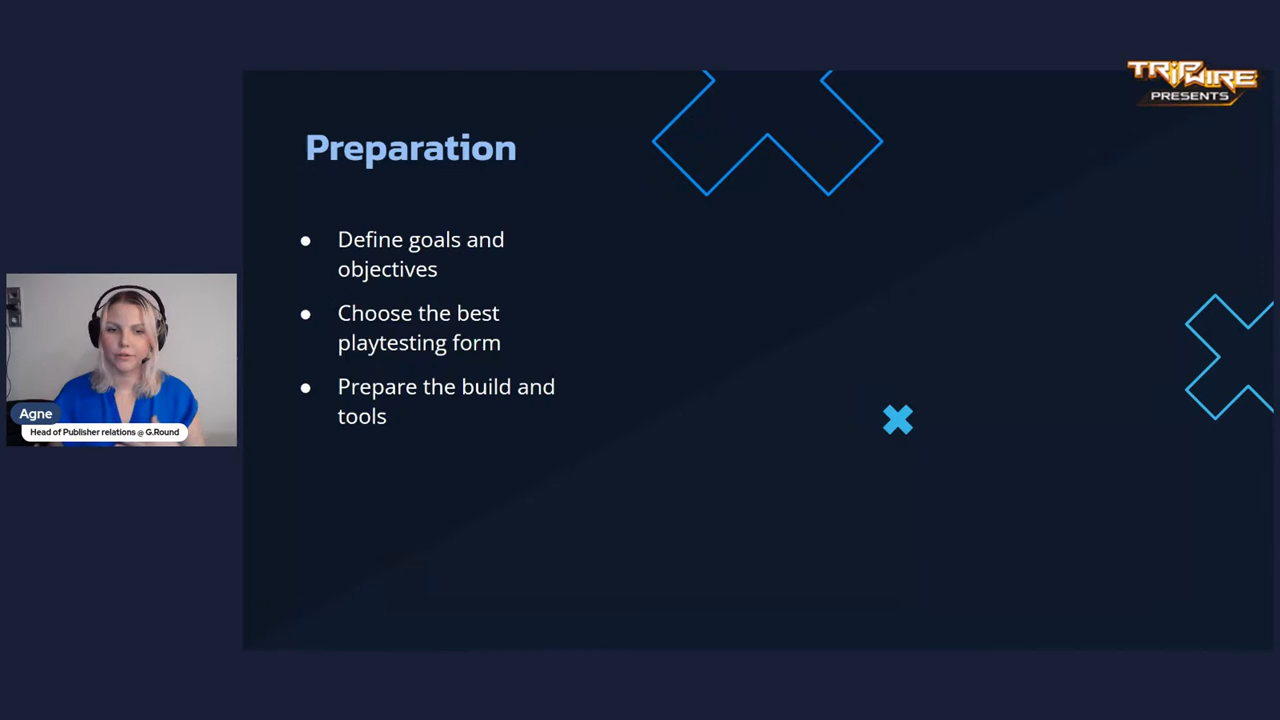 TRIPWIRE
PRESENTS
Preparation
● Define goals and
objectives
● Choose the best
playtesting form
● Prepare the build and
tools
Agne
Head of Publisher relations @ G.Round